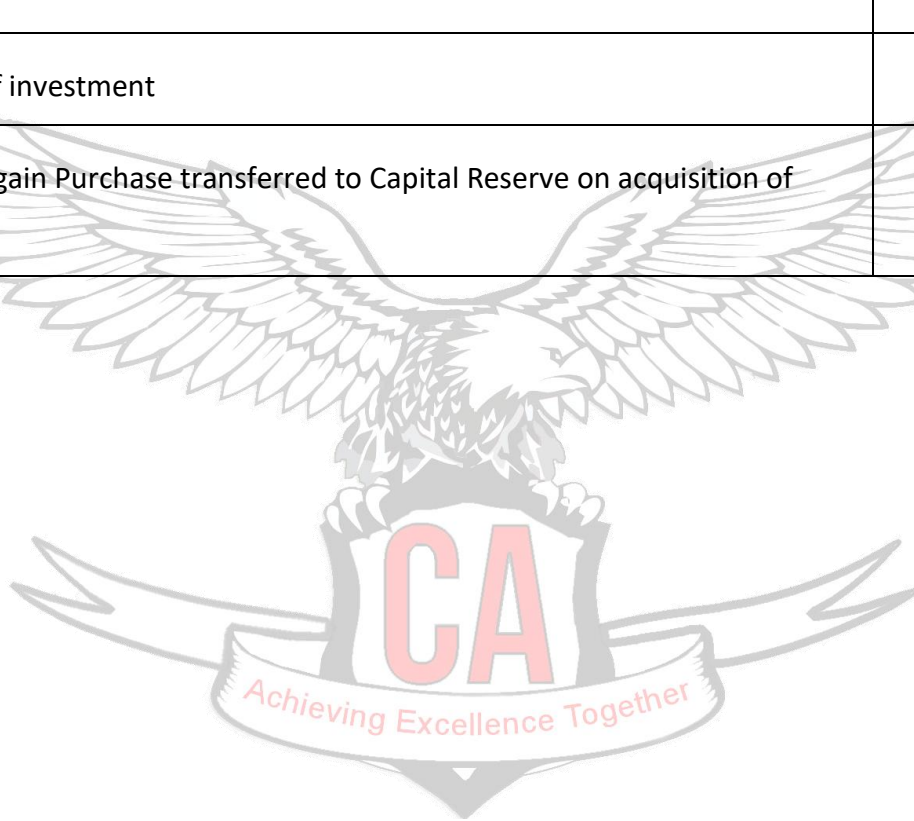 f investment
gain Purchase transferred to Capital Reserve on acquisition of
CA
Achieving Excellence Together